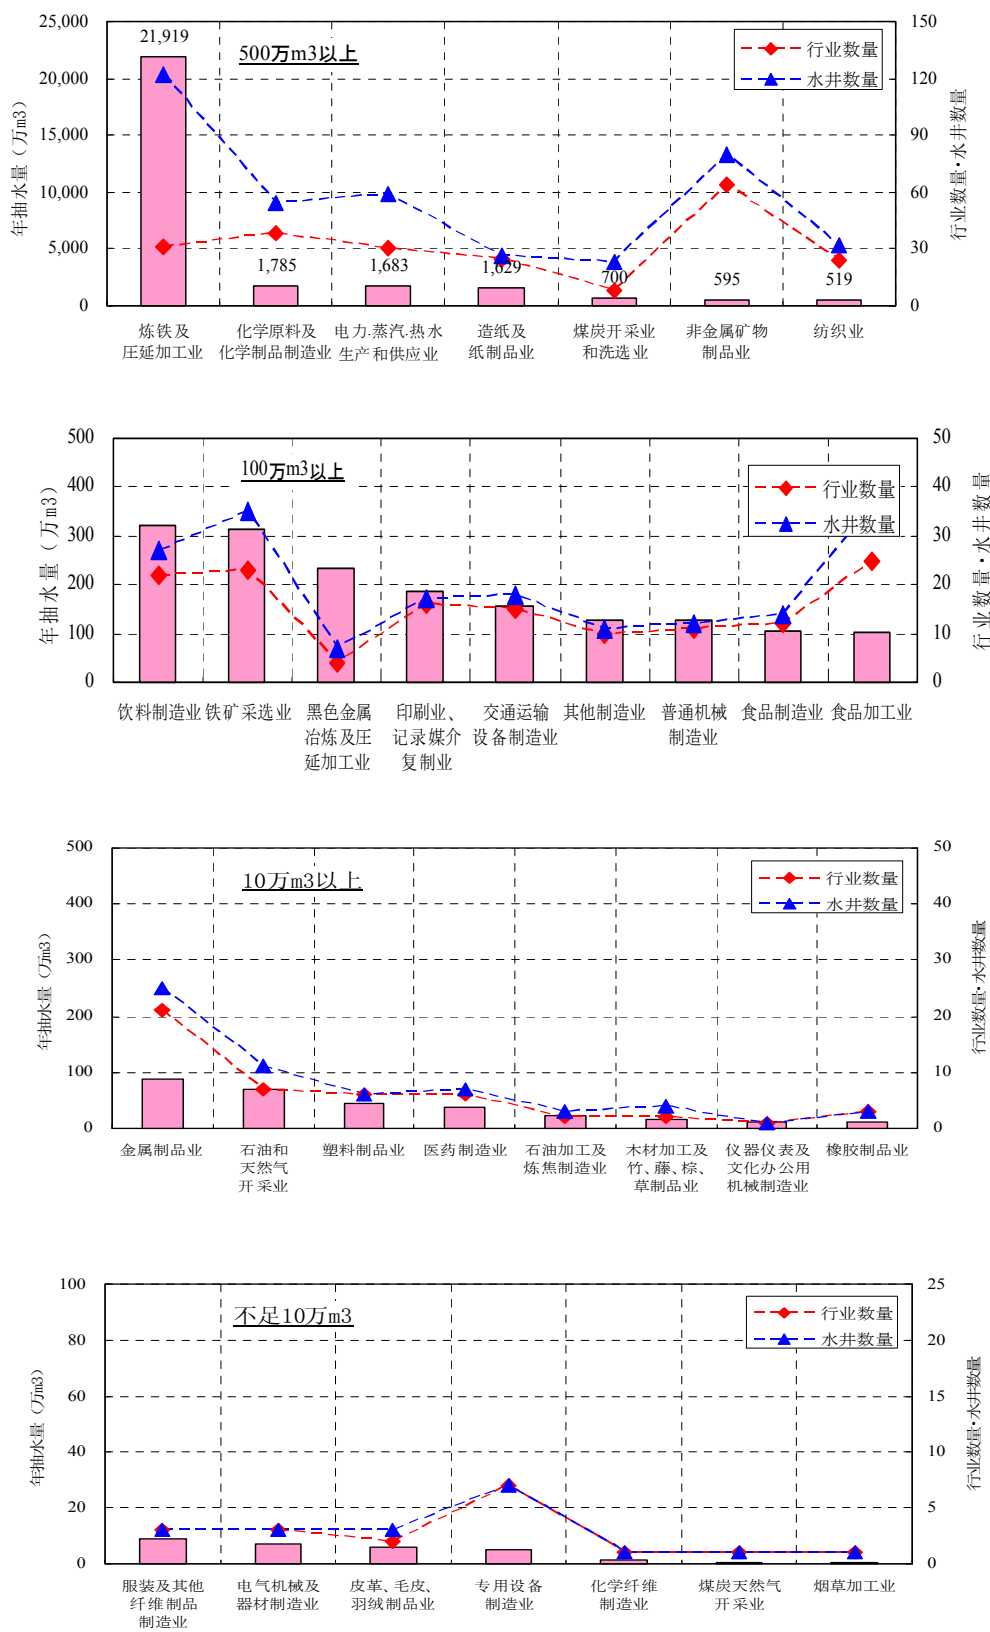 500万m3以上
行业数量
水井数量
年抽水量（万m3）
行业数量·水井数量
25,000
20,000
15,000
10,000
5,000
0
150
120
90
60
30
0
21,919
1,785
1,683
1,629
700
595
519
炼铁及
压延加工业
化学原料及
化学制品制造业
电力.蒸汽.热水
生产和供应业
造纸及
纸制品业
煤炭开采业
和洗选业
非金属矿物
制品业
纺织业
100万m3以上
行业数量
水井数量
年抽水量（万m3）
行业数量·水井数量
500
400
300
200
100
0
50
40
30
20
10
0
饮料制造业
铁矿采选业
黑色金属
冶炼及压
延加工业
印刷业、
记录媒介
复制业
交通运输
设备制造业
其他制造业
普通机械
制造业
食品制造业
食品加工业
10万m3以上
行业数量
水井数量
年抽水量（万m3）
行业数量·水井数量
500
400
300
200
100
0
50
40
30
20
10
0
金属制品业
石油和
天然气
开采业
塑料制品业
医药制造业
石油加工及
炼焦制造业
木材加工及
竹、藤、棕、
草制品业
仪器仪表及
文化办公用
机械制造业
橡胶制品业
不足10万m3
行业数量
水井数量
年抽水量（万m3）
行业数量·水井数量
100
80
60
40
20
0
25
20
15
10
5
0
服装及其他
纤维制品
制造业
电气机械及
器材制造业
皮革、毛皮、
羽绒制品业
专用设备
制造业
化学纤维
制造业
煤炭天然气
开采业
烟草加工业